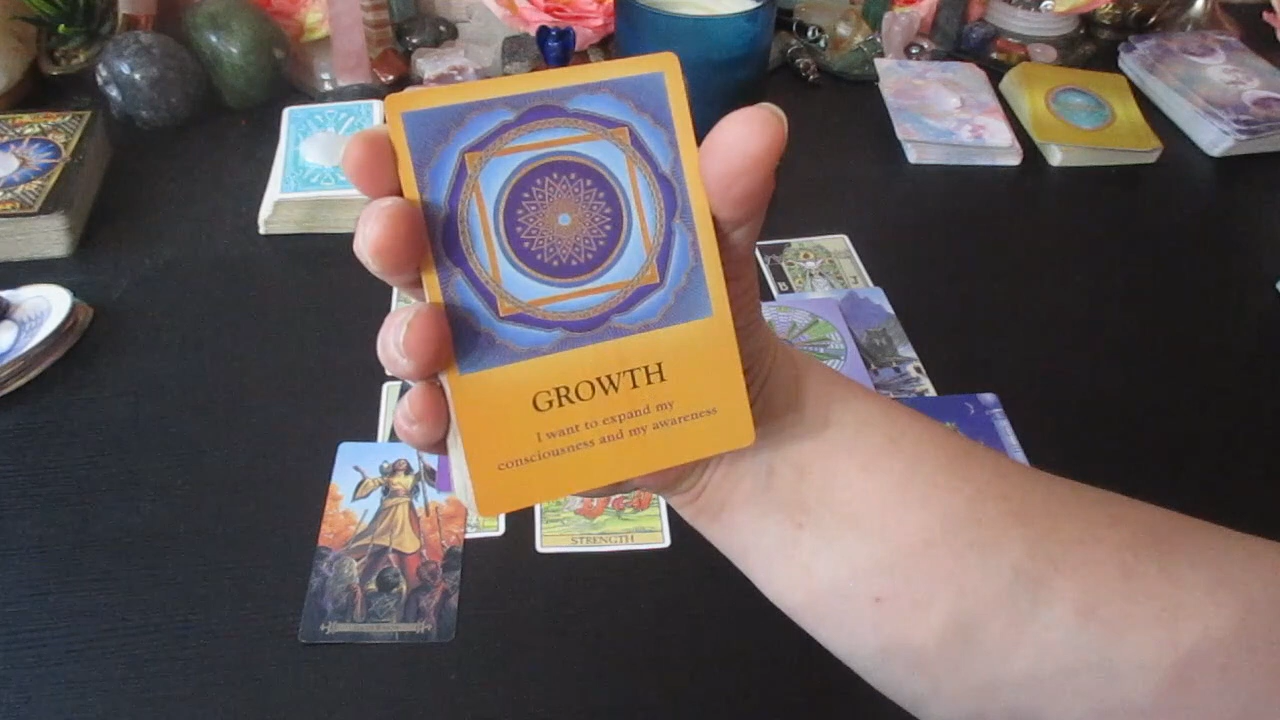 B J
GROWTH
I want to expand my
consciousness and my awareness
STRENGTH